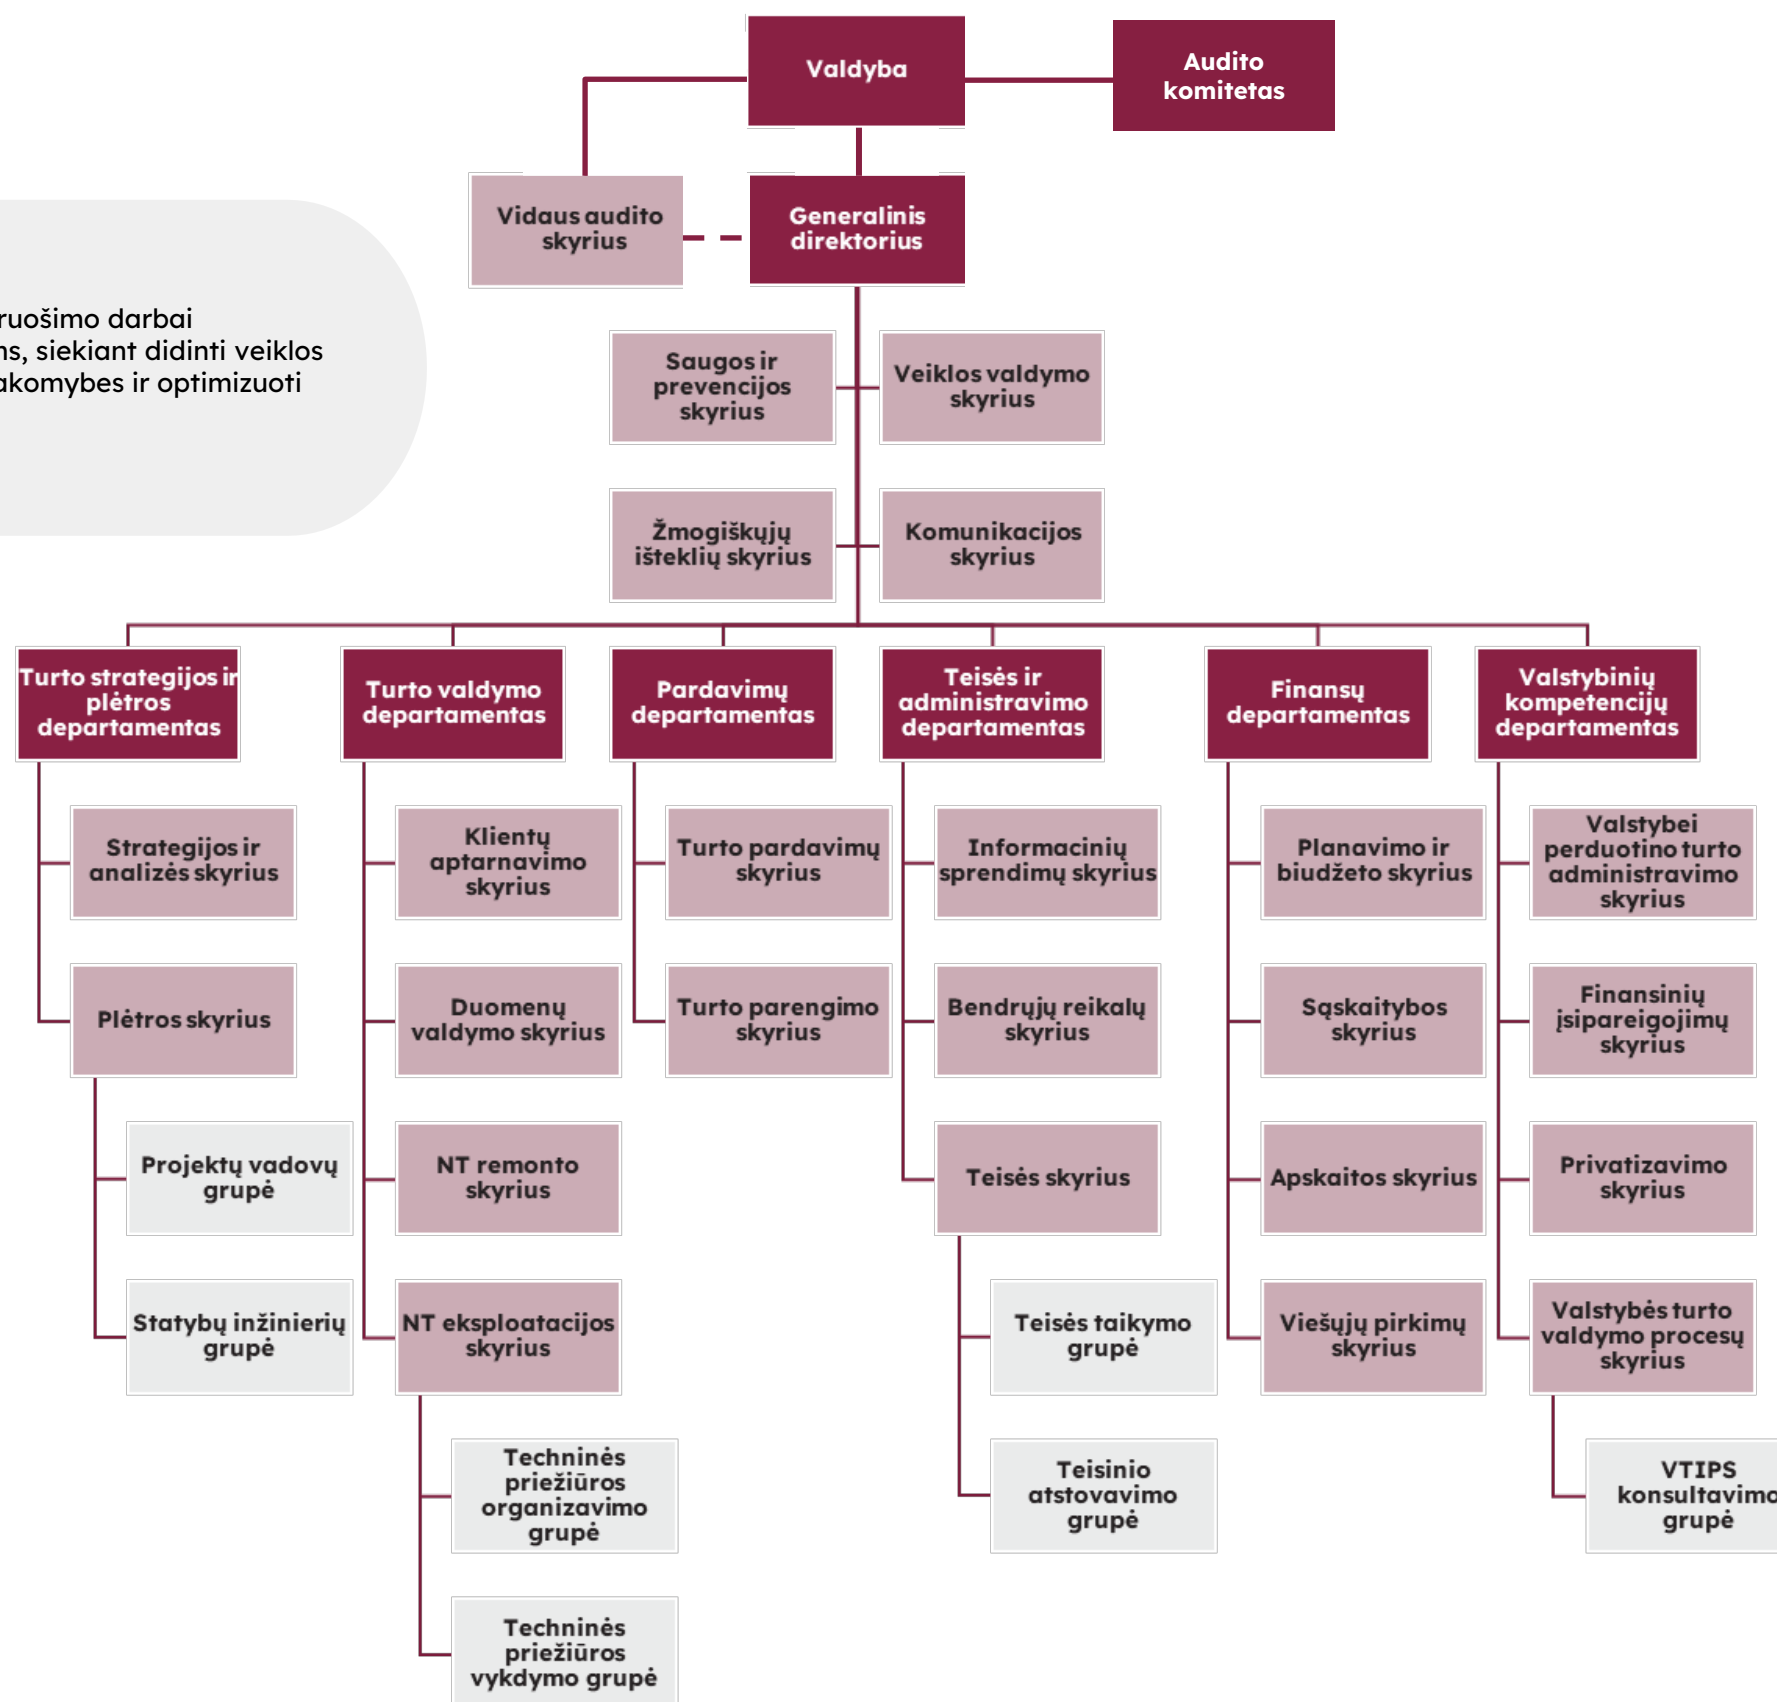 Valdyba
Audito
komitetas
Vidaus audito
skyrius
Generalinis
direktorius
ruošimo darbai
ns, siekiant didinti veiklos
akomybes ir optimizuoti
Saugos ir
prevencijos
skyrius
Veiklos valdymo
skyrius
Žmogiškųjų
išteklių skyrius
Komunikacijos
skyrius
Turto strategijos ir
plėtros
departamentas
Turto valdymo
departamentas
Pardavimų
departamentas
Teisės ir
administravimo
departamentas
Finansų
departamentas
Valstybinių
kompetencijų
departamentas
Strategijos ir
analizės skyrius
Klientų
aptarnavimo
skyrius
Turto pardavimų
skyrius
Informacinių
sprendimų skyrius
Planavimo ir
biudžeto skyrius
Valstybei
perduotino turto
administravimo
skyrius
Plėtros skyrius
Duomenų
valdymo skyrius
Turto parengimo
skyrius
Bendrųjų reikalų
skyrius
Sąskaitybos
skyrius
Finansinių
įsipareigojimų
skyrius
Projektų vadovų
grupė
NT remonto
skyrius
Teisės skyrius
Apskaitos skyrius
Privatizavimo
skyrius
Statybų inžinierių
grupė
NT eksploatacijos
skyrius
Teisės taikymo
grupė
Viešųjų pirkimų
skyrius
Valstybės turto
valdymo procesų
skyrius
Techninės
priežiūros
organizavimo
grupė
Teisinio
atstovavimo
grupė
VTIPS
konsultavimo
grupė
Techninės
priežiūros
vykdymo grupė